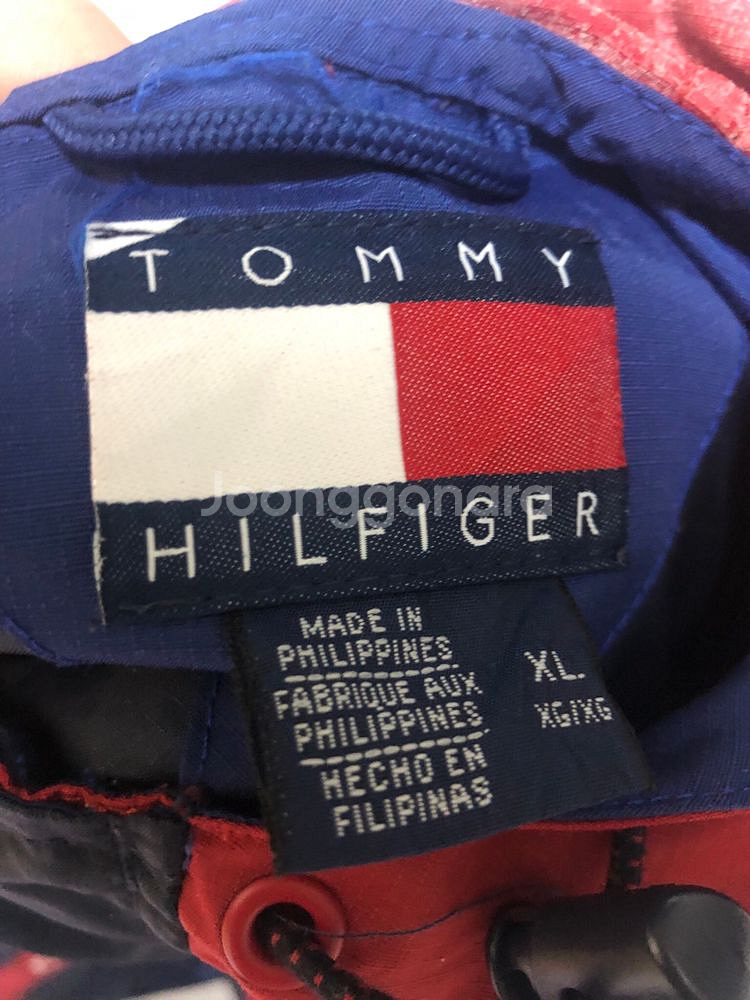 TOMMY
Joonggonara
HILFIGER
MADE IN
PHILIPPINES
FABRIQUE AUX
PHILIPPINES
HECHO EN
FILIPINAS
XL
XG/XG